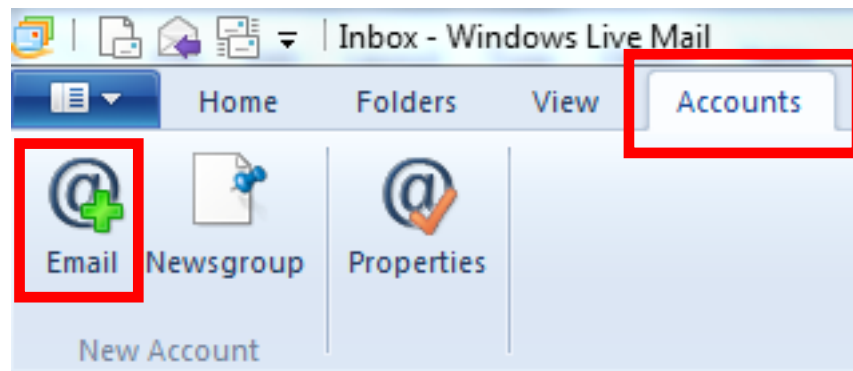 Inbox - Windows Live Mail
Home Folders View Accounts
Email Newsgroup Properties
New Account